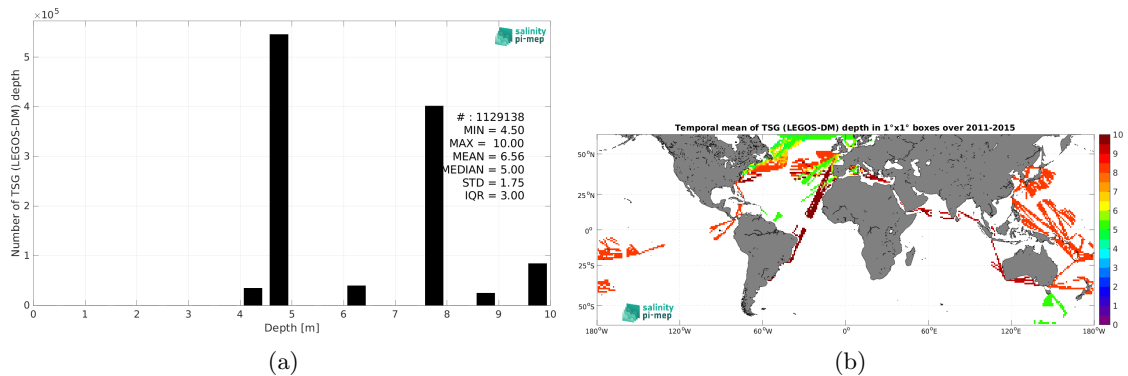 ×10⁵
salinity
pi-mep
5
4
3
2
1
0
Number of TSG (LEGOS-DM) depth
# : 1129138
MIN = 4.50
MAX = 10.00
MEAN = 6.56
MEDIAN = 5.00
STD = 1.75
IQR = 3.00
0 1 2 3 4 5 6 7 8 9 10
Depth [m]
(a)
Temporal mean of TSG (LEGOS-DM) depth in 1°x1° boxes over 2011-2015
50°N
25°N
0°
25°S
50°S
180°W 120°W 60°W 0° 60°E 120°E 180°W
10
9
8
7
6
5
4
3
2
1
0
salinity
pi-mep
(b)